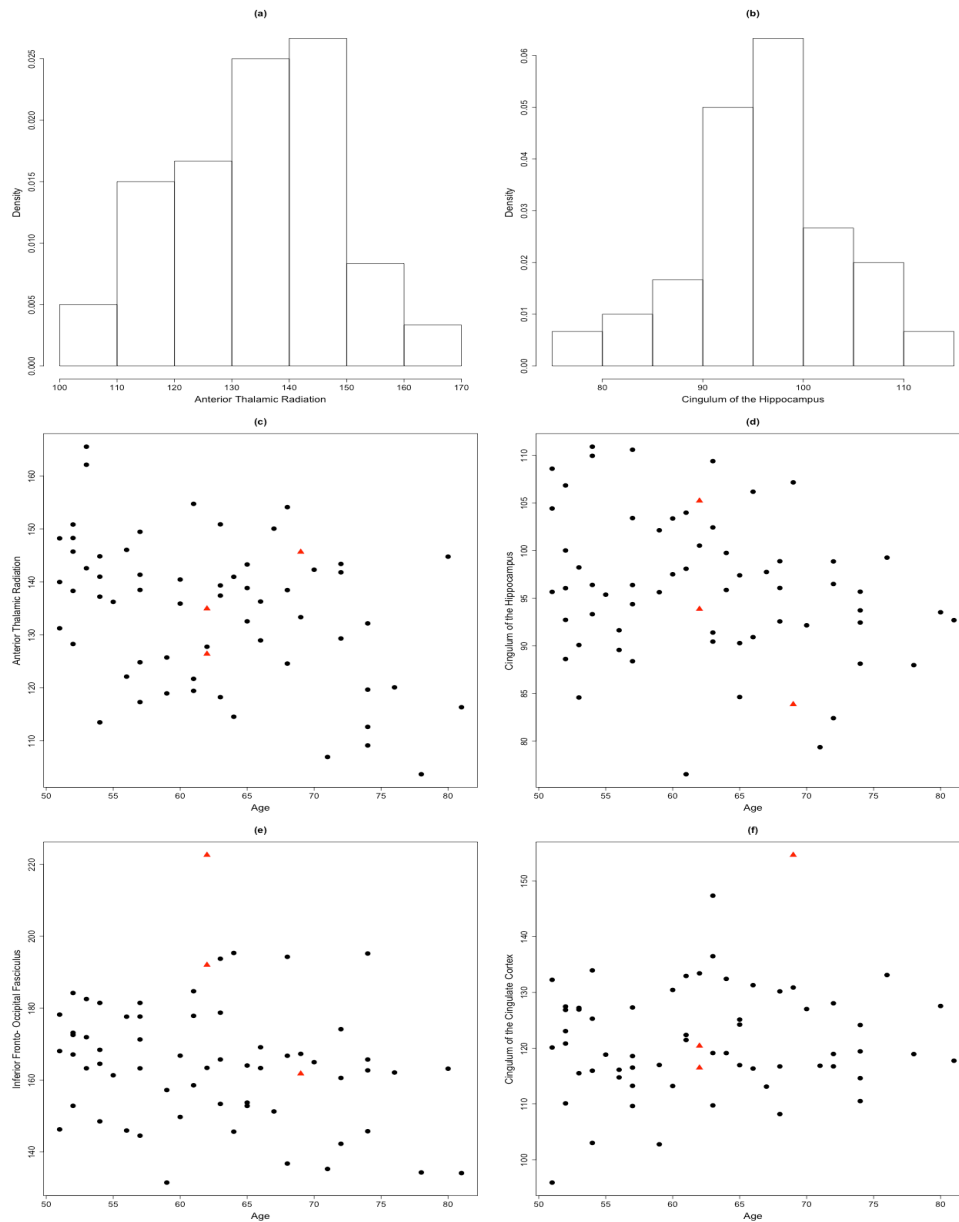 (a)
Density
0.000 0.005 0.010 0.015 0.020 0.025
100 110 120 130 140 150 160 170
Anterior Thalamic Radiation
(b)
Density
0.00 0.01 0.02 0.03 0.04 0.05 0.06
80 90 100 110
Cingulum of the Hippocampus
(c)
Anterior Thalamic Radiation
110 120 130 140 150 160
50 55 60 65 70 75 80
Age
(d)
Cingulum of the Hippocampus
80 85 90 95 100 105 110
50 55 60 65 70 75 80
Age
(e)
Inferior Fronto- Occipital Fasciculus
140 160 180 200 220
50 55 60 65 70 75 80
Age
(f)
Cingulum of the Cingulate Cortex
100 110 120 130 140 150
50 55 60 65 70 75 80
Age